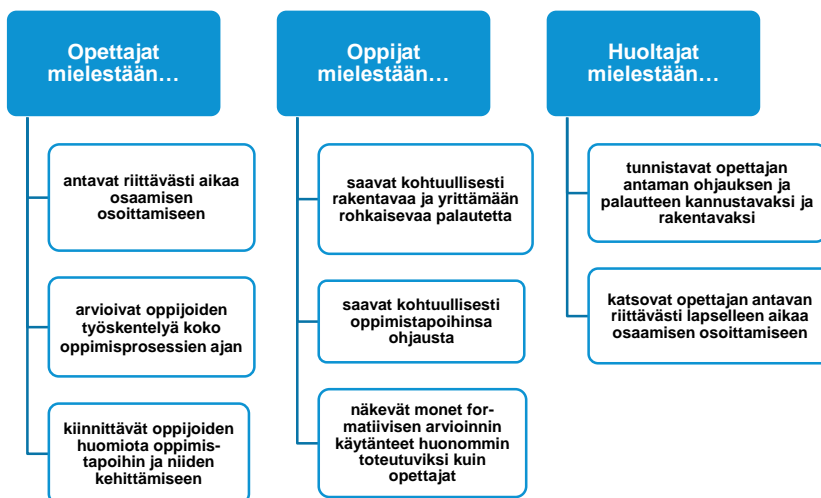 Opettajat
mielestään…
antavat riittävästi aikaa
osaamisen
osoittamiseen
arvioivat oppijoiden
työskentelyä koko
oppimisprosessien ajan
kiinnittävät oppijoiden
huomiota oppimis-
tapoihin ja niiden
kehittämiseen
Oppijat
mielestään…
saavat kohtuullisesti
rakentavaa ja yrittämään
rohkaisevaa palautetta
saavat kohtuullisesti
oppimistapoihinsa
ohjausta
näkevät monet for-
matiivisen arvioinnin
käytänteet huonommin
toteutuviksi kuin
opettajat
Huoltajat
mielestään…
tunnistavat opettajan
antaman ohjauksen ja
palautteen kannustavaksi ja
rakentavaksi
katsovat opettajan antavan
riittävästi lapselleen aikaa
osaamisen osoittamiseen